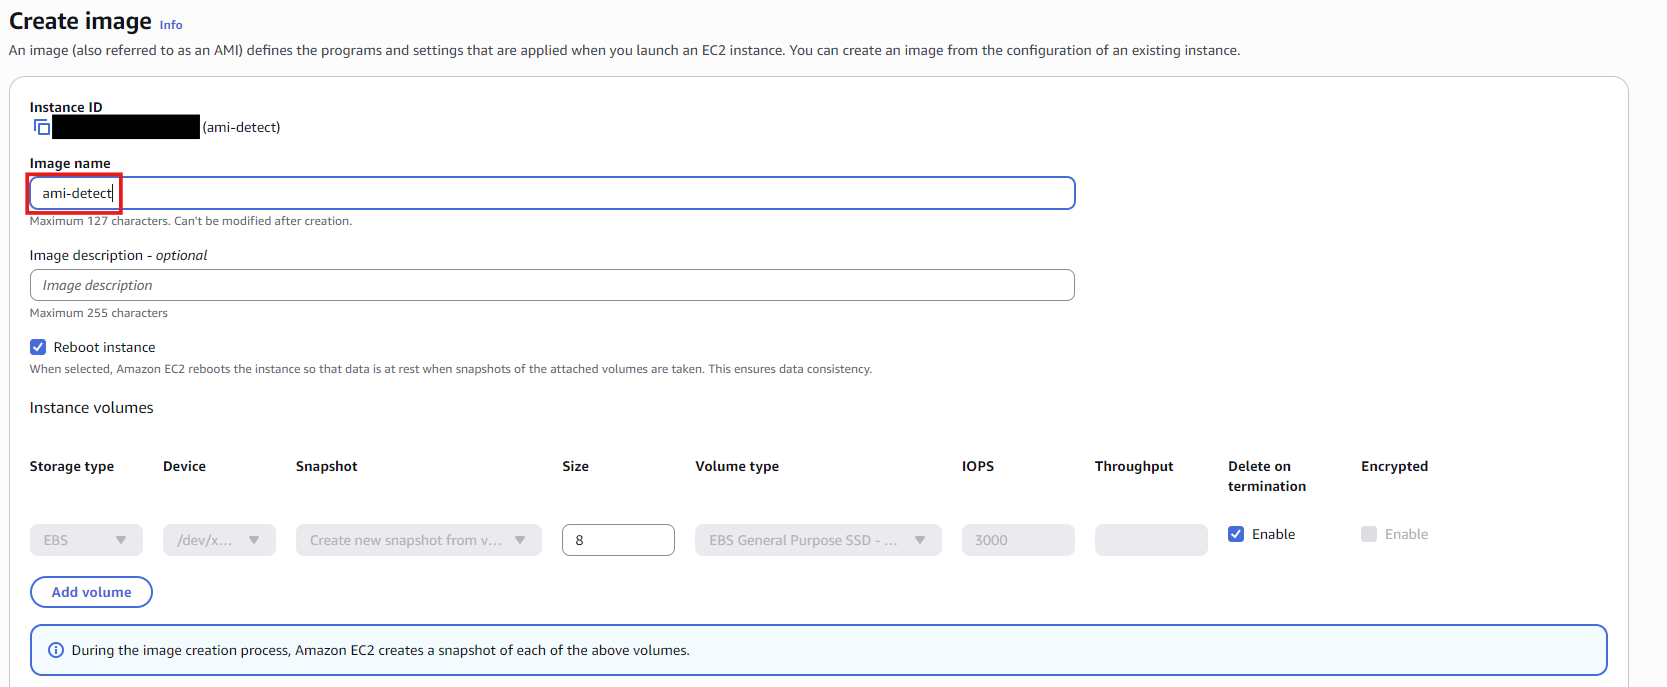 Create image Info
An image (also referred to as an AMI) defines the programs and settings that are applied when you launch an EC2 instance. You can create an image from the configuration of an existing instance.
Instance ID
(ami-detect)
Image name
ami-detect
Maximum 127 characters. Can't be modified after creation.
Image description - optional
Image description
Maximum 255 characters
Reboot instance
When selected, Amazon EC2 reboots the instance so that data is at rest when snapshots of the attached volumes are taken. This ensures data consistency.
Instance volumes
Storage type Device Snapshot Size Volume type IOPS Throughput Delete on termination Encrypted
EBS /dev/x... Create new snapshot from v... 8 EBS General Purpose SSD - ... 3000 Enable Enable
Add volume
During the image creation process, Amazon EC2 creates a snapshot of each of the above volumes.